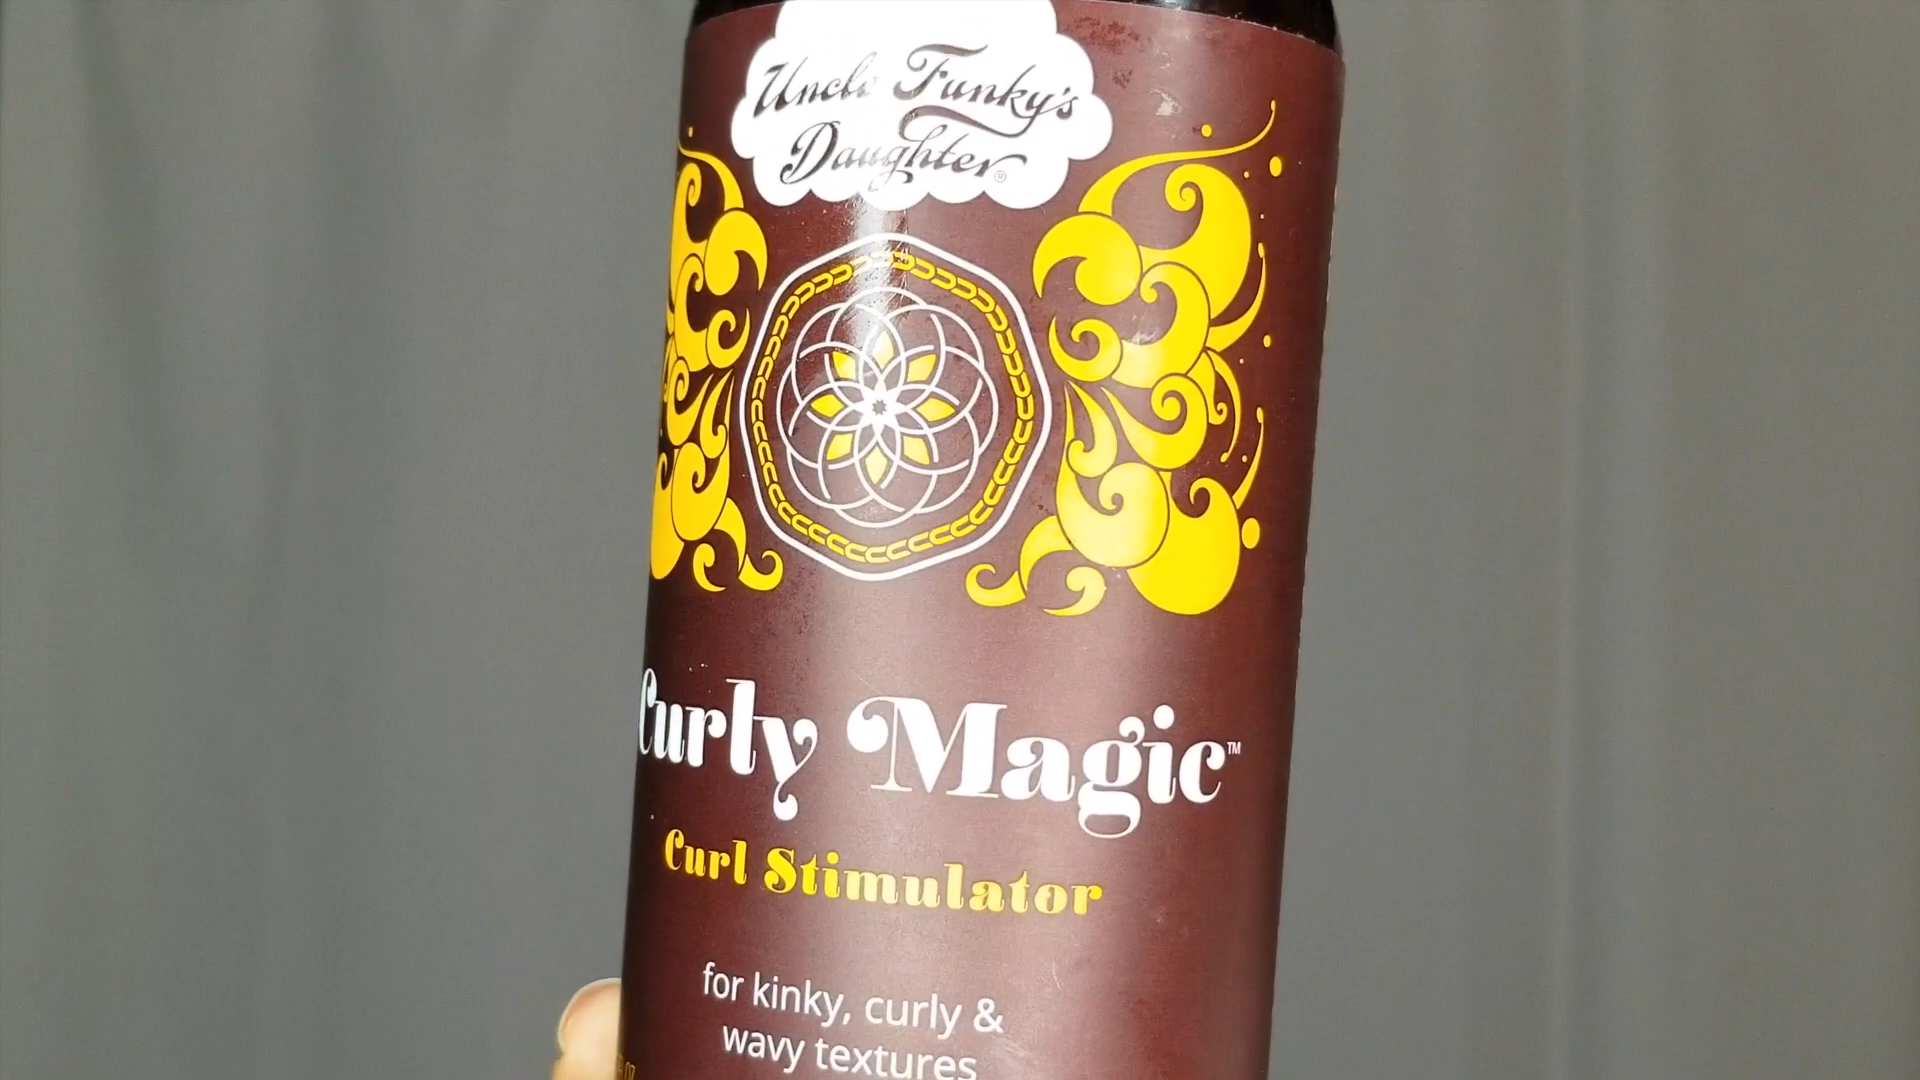 Uncle Funky's
Daughter®
Curly Magic™
Curl Stimulator
for kinky, curly &
wavy textures